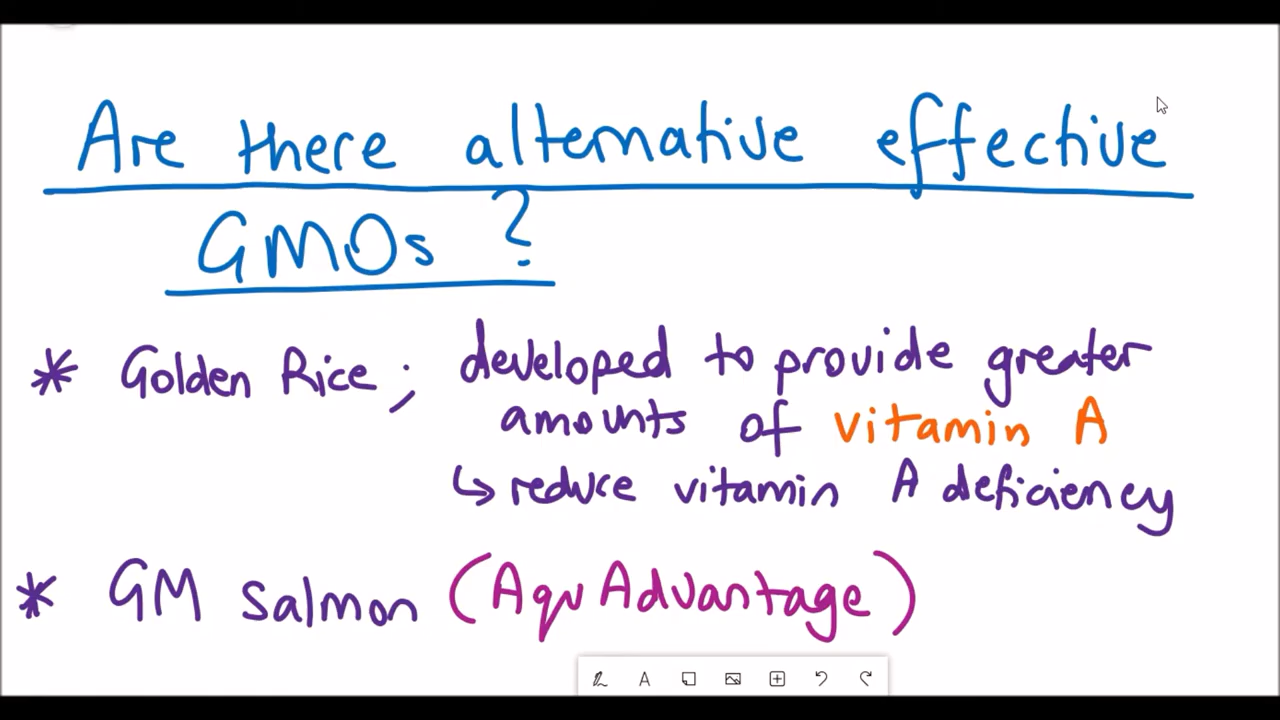 Are there alternative effective
GMOs ?
* Golden Rice ; developed to provide greater
amounts of vitamin A
↳ reduce vitamin A deficiency
* GM salmon (AquAdvantage)
A